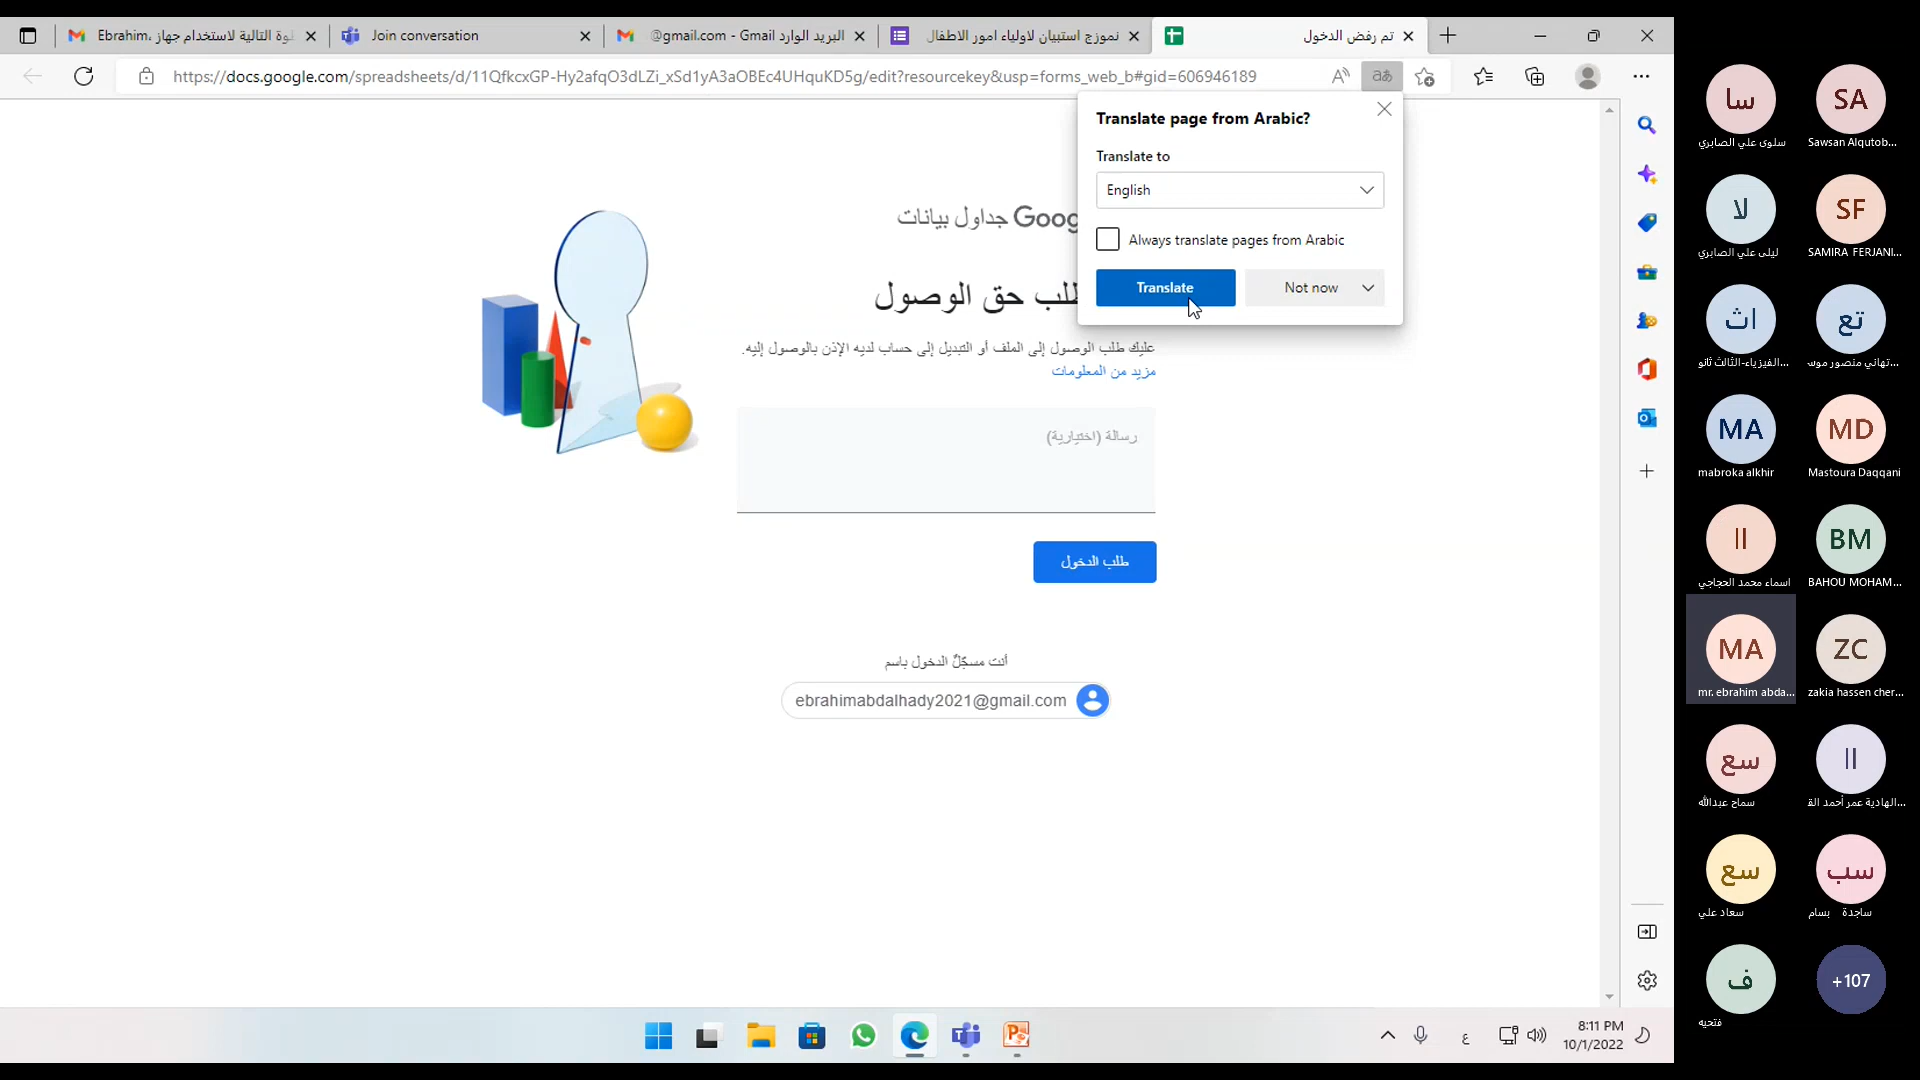 Ebrahim، طوة التالية لاستخدام جهاز
Join conversation
@gmail.com - Gmail البريد الوارد
نموزج استبيان لاولياء امور الاطفال
تم رفض الدخول
https://docs.google.com/spreadsheets/d/11QfkcxGP-Hy2afqO3dLZi_xSd1yA3aOBEc4UHquKD5g/edit?resourcekey&usp=forms_web_b#gid=606946189
Translate page from Arabic?
Translate to
English
Always translate pages from Arabic
Translate
Not now
جداول بيانات Goog
طلب حق الوصول
عليك طلب الوصول إلى الملف أو التبديل إلى حساب لديه الإذن بالوصول إليه.
مزيد من المعلومات
رسالة (اختيارية)
طلب الدخول
أنت مسجّلٌ الدخول باسم
ebrahimabdalhady2021@gmail.com
سا
سلوى علي الصابري
SA
Sawsan Alqutob...
لا
ليلى علي الصابري
SF
SAMIRA FERJANI...
اث
الفيزياء-الثالث ثانو...
تع
تهاني منصور موس...
MA
mabroka alkhir
MD
Mastoura Daqqani
اا
اسماء محمد الحجاجي
BM
BAHOU MOHAM...
MA
mr. ebrahim abda...
ZC
zakia hassen cher...
سع
سماح عبدالله
اا
الهادية عمر أحمد الق...
سع
سعاد علي
سب
ساجدة بسام
ف
فتحيه
+107
ع
8:11 PM
10/1/2022